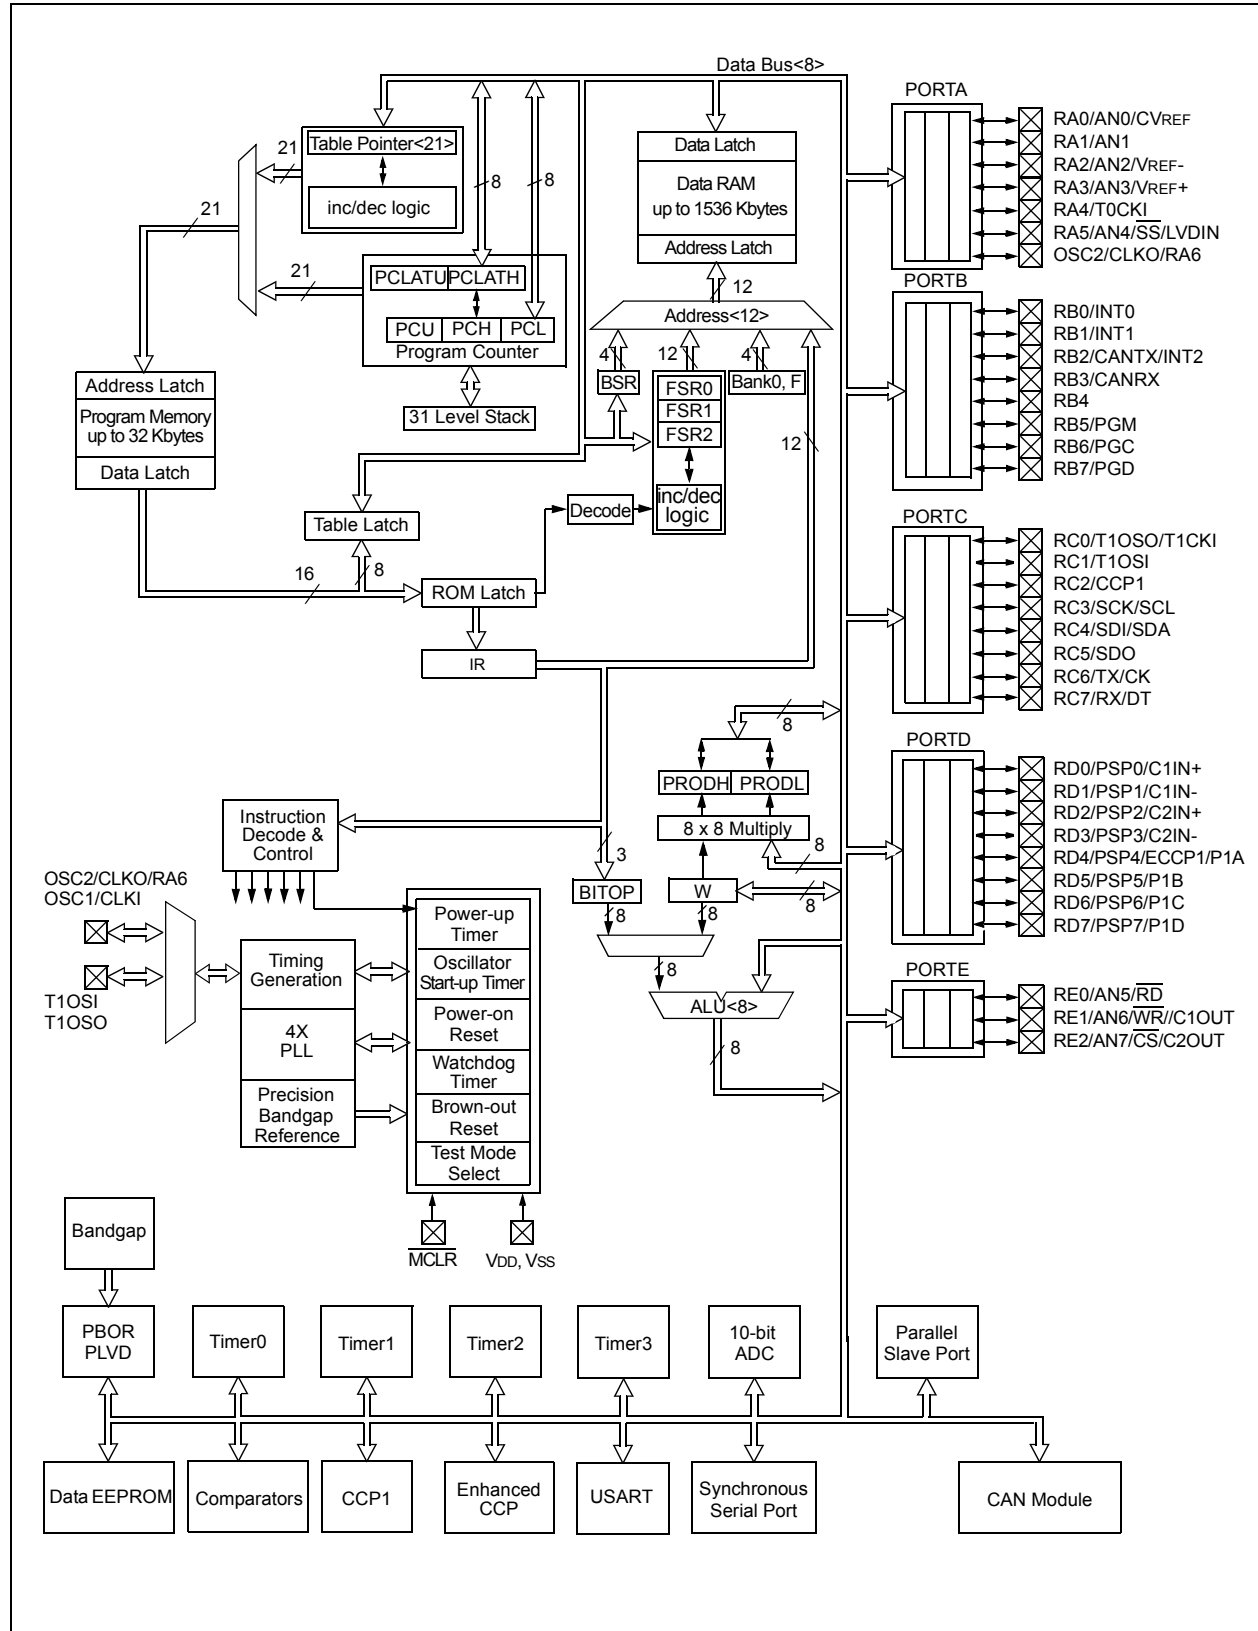 Data Bus<8>
21
Table Pointer<21>
inc/dec logic
8
8
21
21
PCLATU
PCLATH
PCU
PCH
PCL
Program Counter
31 Level Stack
Address Latch
Program Memory
up to 32 Kbytes
Data Latch
Table Latch
16
8
ROM Latch
IR
Data Latch
Data RAM
up to 1536 Kbytes
Address Latch
12
Address<12>
4
12
4
BSR
FSR0
FSR1
FSR2
Bank0, F
12
inc/dec
logic
Decode
8
PRODH
PRODL
8 x 8 Multiply
8
3
BITOP
W
8
8
8
8
ALU<8>
8
Instruction
Decode &
Control
OSC2/CLKO/RA6
OSC1/CLKI
T1OSI
T1OSO
Timing
Generation
4X
PLL
Precision
Bandgap
Reference
Power-up
Timer
Oscillator
Start-up Timer
Power-on
Reset
Watchdog
Timer
Brown-out
Reset
Test Mode
Select
MCLR
VDD, VSS
PORTA
RA0/AN0/CVREF
RA1/AN1
RA2/AN2/VREF-
RA3/AN3/VREF+
RA4/T0CKI
RA5/AN4/SS/LVDIN
OSC2/CLKO/RA6
PORTB
RB0/INT0
RB1/INT1
RB2/CANTX/INT2
RB3/CANRX
RB4
RB5/PGM
RB6/PGC
RB7/PGD
PORTC
RC0/T1OSO/T1CKI
RC1/T1OSI
RC2/CCP1
RC3/SCK/SCL
RC4/SDI/SDA
RC5/SDO
RC6/TX/CK
RC7/RX/DT
PORTD
RD0/PSP0/C1IN+
RD1/PSP1/C1IN-
RD2/PSP2/C2IN+
RD3/PSP3/C2IN-
RD4/PSP4/ECCP1/P1A
RD5/PSP5/P1B
RD6/PSP6/P1C
RD7/PSP7/P1D
PORTE
RE0/AN5/RD
RE1/AN6/WR//C1OUT
RE2/AN7/CS/C2OUT
Bandgap
PBOR
PLVD
Timer0
Timer1
Timer2
Timer3
10-bit
ADC
Parallel
Slave Port
Data EEPROM
Comparators
CCP1
Enhanced
CCP
USART
Synchronous
Serial Port
CAN Module